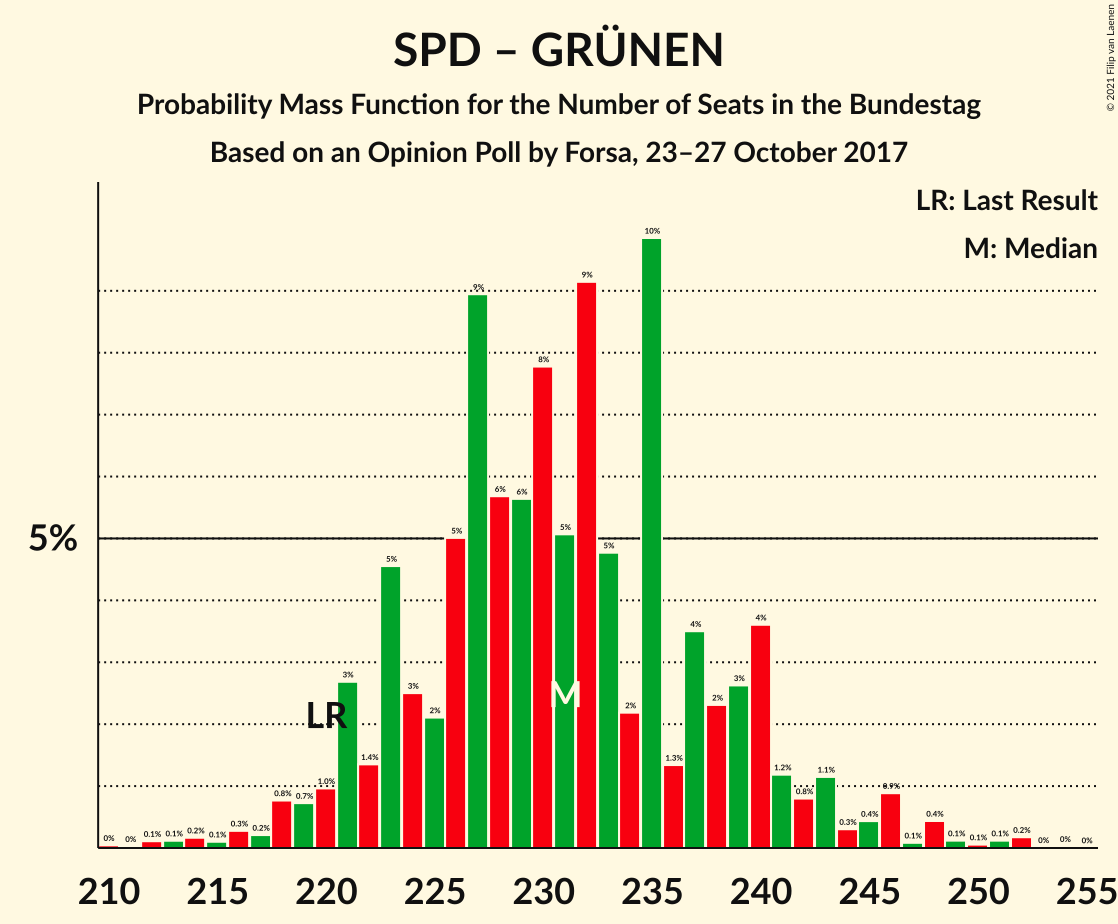 SPD – GRÜNEN
Probability Mass Function for the Number of Seats in the Bundestag
Based on an Opinion Poll by Forsa, 23–27 October 2017
© 2021 Filip van Laenen
LR: Last Result
M: Median
5%
0% 0% 0.1% 0.1% 0.2% 0.1% 0.3% 0.2% 0.8% 0.7% 1.0% 3% 1.4% 5% 3% 2% 5% 9% 6% 6% 8% 5% 9% 5% 2% 10% 1.3% 4% 2% 3% 4% 1.2% 0.8% 1.1% 0.3% 0.4% 0.9% 0.1% 0.4% 0.1% 0.1% 0.1% 0.2% 0% 0% 0%
LR
M
210 215 220 225 230 235 240 245 250 255